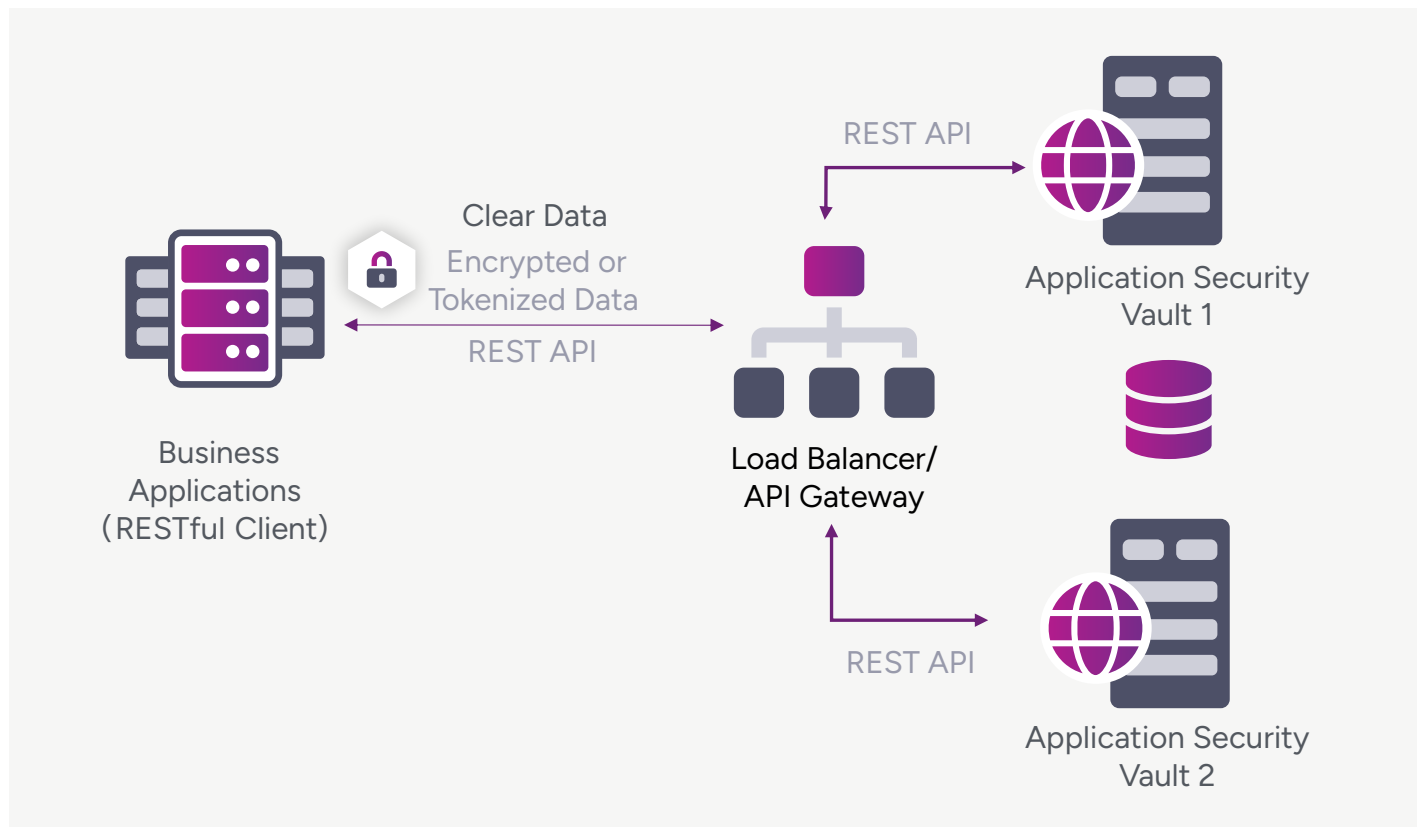 REST API
Clear Data
Encrypted or
Tokenized Data
REST API
Application Security
Vault 1
Business
Applications
(RESTful Client)
Load Balancer/
API Gateway
REST API
Application Security
Vault 2